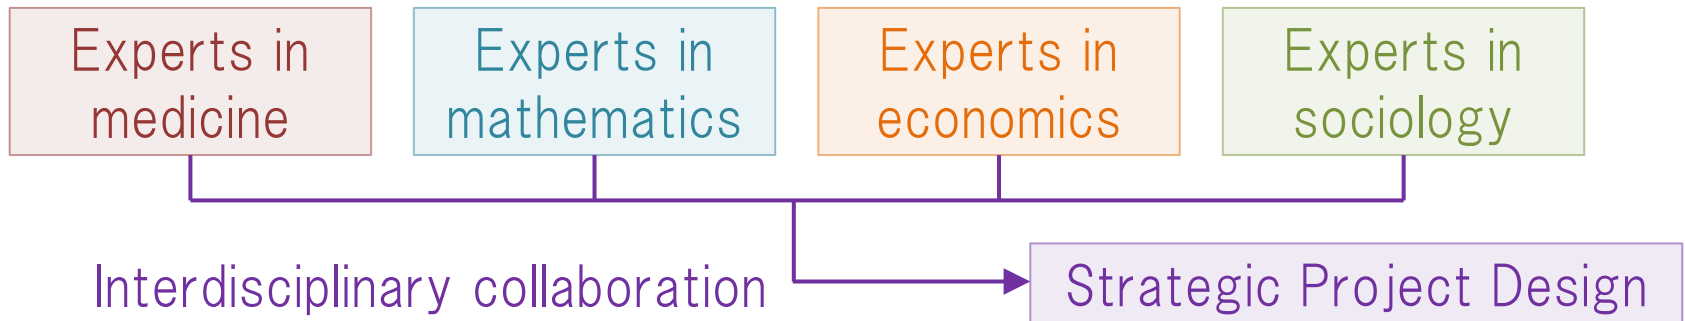 Experts in
medicine
Experts in
mathematics
Experts in
economics
Experts in
sociology
Interdisciplinary collaboration
Strategic Project Design